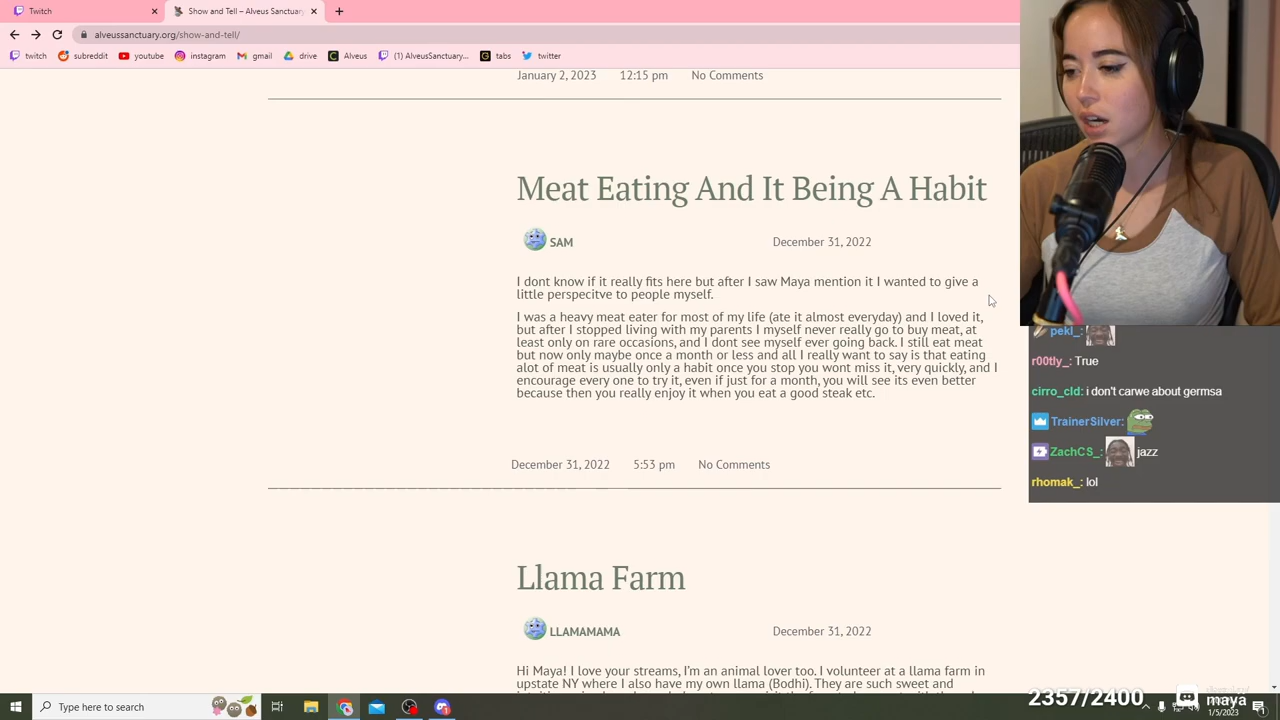 Twitch
Show and Tell – Alveus Sanctuary
alveussanctuary.org/show-and-tell/
twitch
subreddit
youtube
instagram
gmail
drive
Alveus
(1) AlveusSanctuary...
tabs
twitter
January 2, 2023 12:15 pm No Comments
Meat Eating And It Being A Habit
SAM December 31, 2022
I dont know if it really fits here but after I saw Maya mention it I wanted to give a
little perspecitve to people myself.
I was a heavy meat eater for most of my life (ate it almost everyday) and I loved it,
but after I stopped living with my parents I myself never really go to buy meat, at
least only on rare occasions, and I dont see myself ever going back. I still eat meat
but now only maybe once a month or less and all I really want to say is that eating
alot of meat is usually only a habit once you stop you wont miss it, very quickly, and I
encourage every one to try it, even if just for a month, you will see its even better
because then you really enjoy it when you eat a good steak etc.
December 31, 2022 5:53 pm No Comments
Llama Farm
LLAMAMAMA December 31, 2022
Hi Maya! I love your streams, I'm an animal lover too. I volunteer at a llama farm in
upstate NY where I also have my own llama (Bodhi). They are such sweet and
peki_:
r00tly_: True
cirro_cld: i don't carwe about germsa
TrainerSilver:
ZachCS_: jazz
rhomak_: lol
Type here to search
2357/2400
maya
1/5/2023